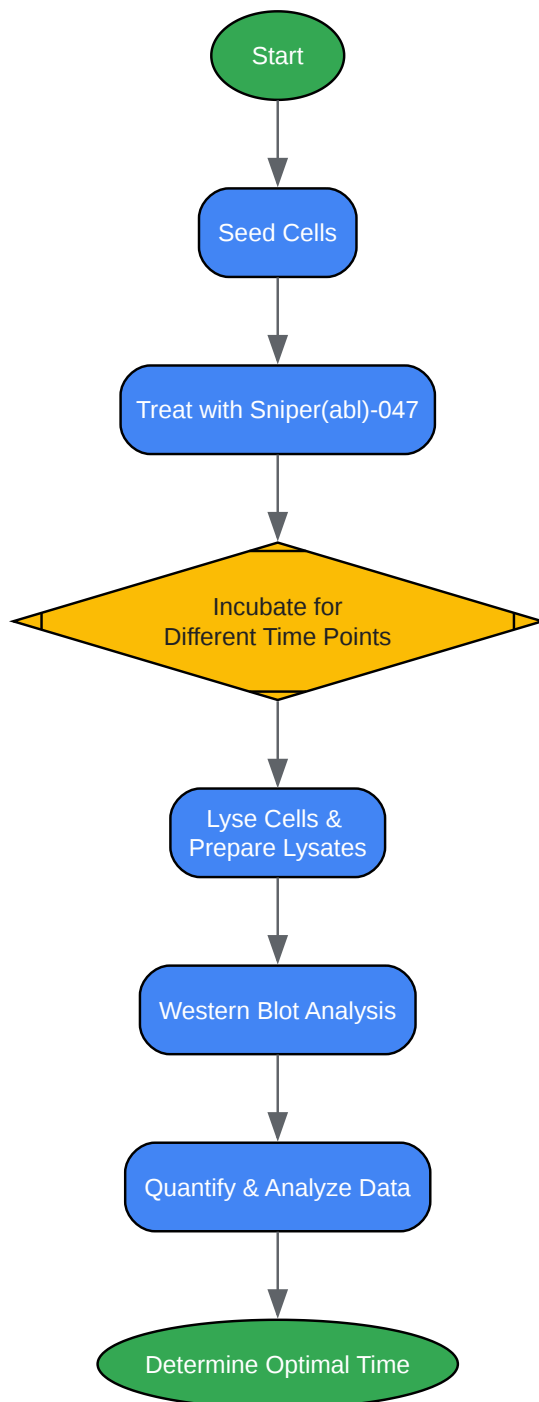 Start
Seed Cells
Treat with Sniper(abl)-047
Incubate for
Different Time Points
Lyse Cells &
Prepare Lysates
Western Blot Analysis
Quantify & Analyze Data
Determine Optimal Time